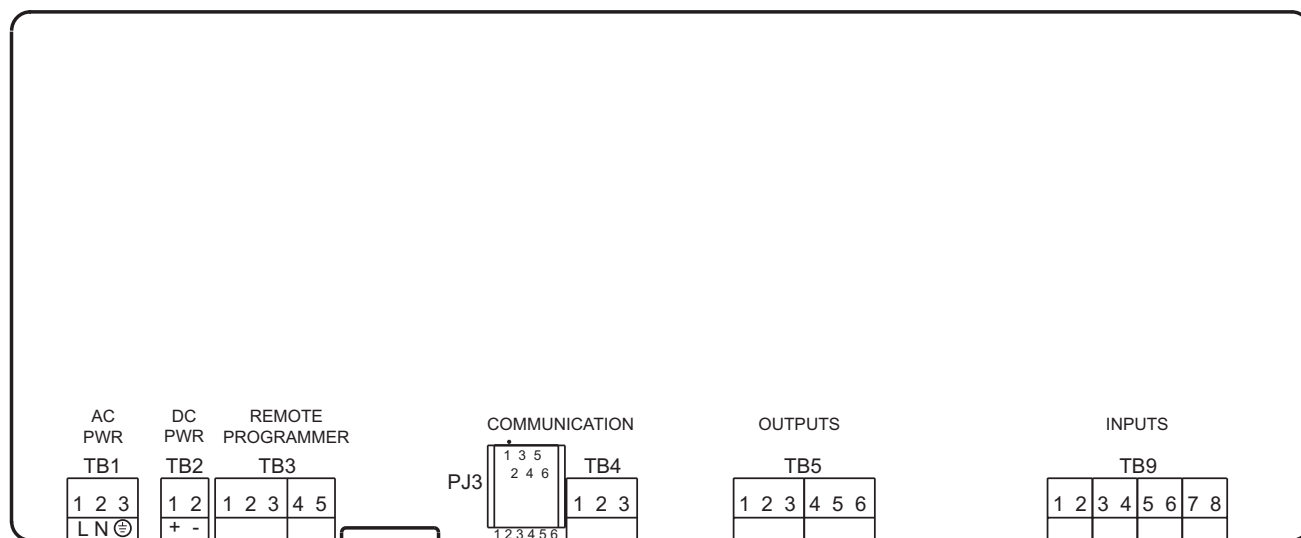 AC
PWR
DC
PWR
REMOTE
PROGRAMMER
COMMUNICATION
OUTPUTS
INPUTS
TB1
TB2
TB3
PJ3
1 3 5
2 4 6
TB4
TB5
TB9
1 2 3
1 2
1 2 3 4 5
1 2 3
1 2 3 4 5 6
1 2 3 4 5 6 7 8
L N
+ -
1 2 3 4 5 6